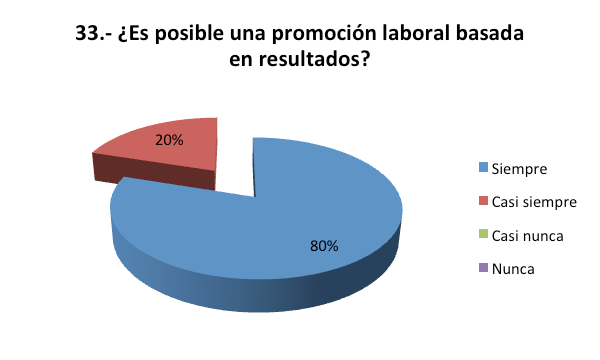 33.- ¿Es posible una promoción laboral basada
en resultados?
20%
80%
Siempre
Casi siempre
Casi nunca
Nunca